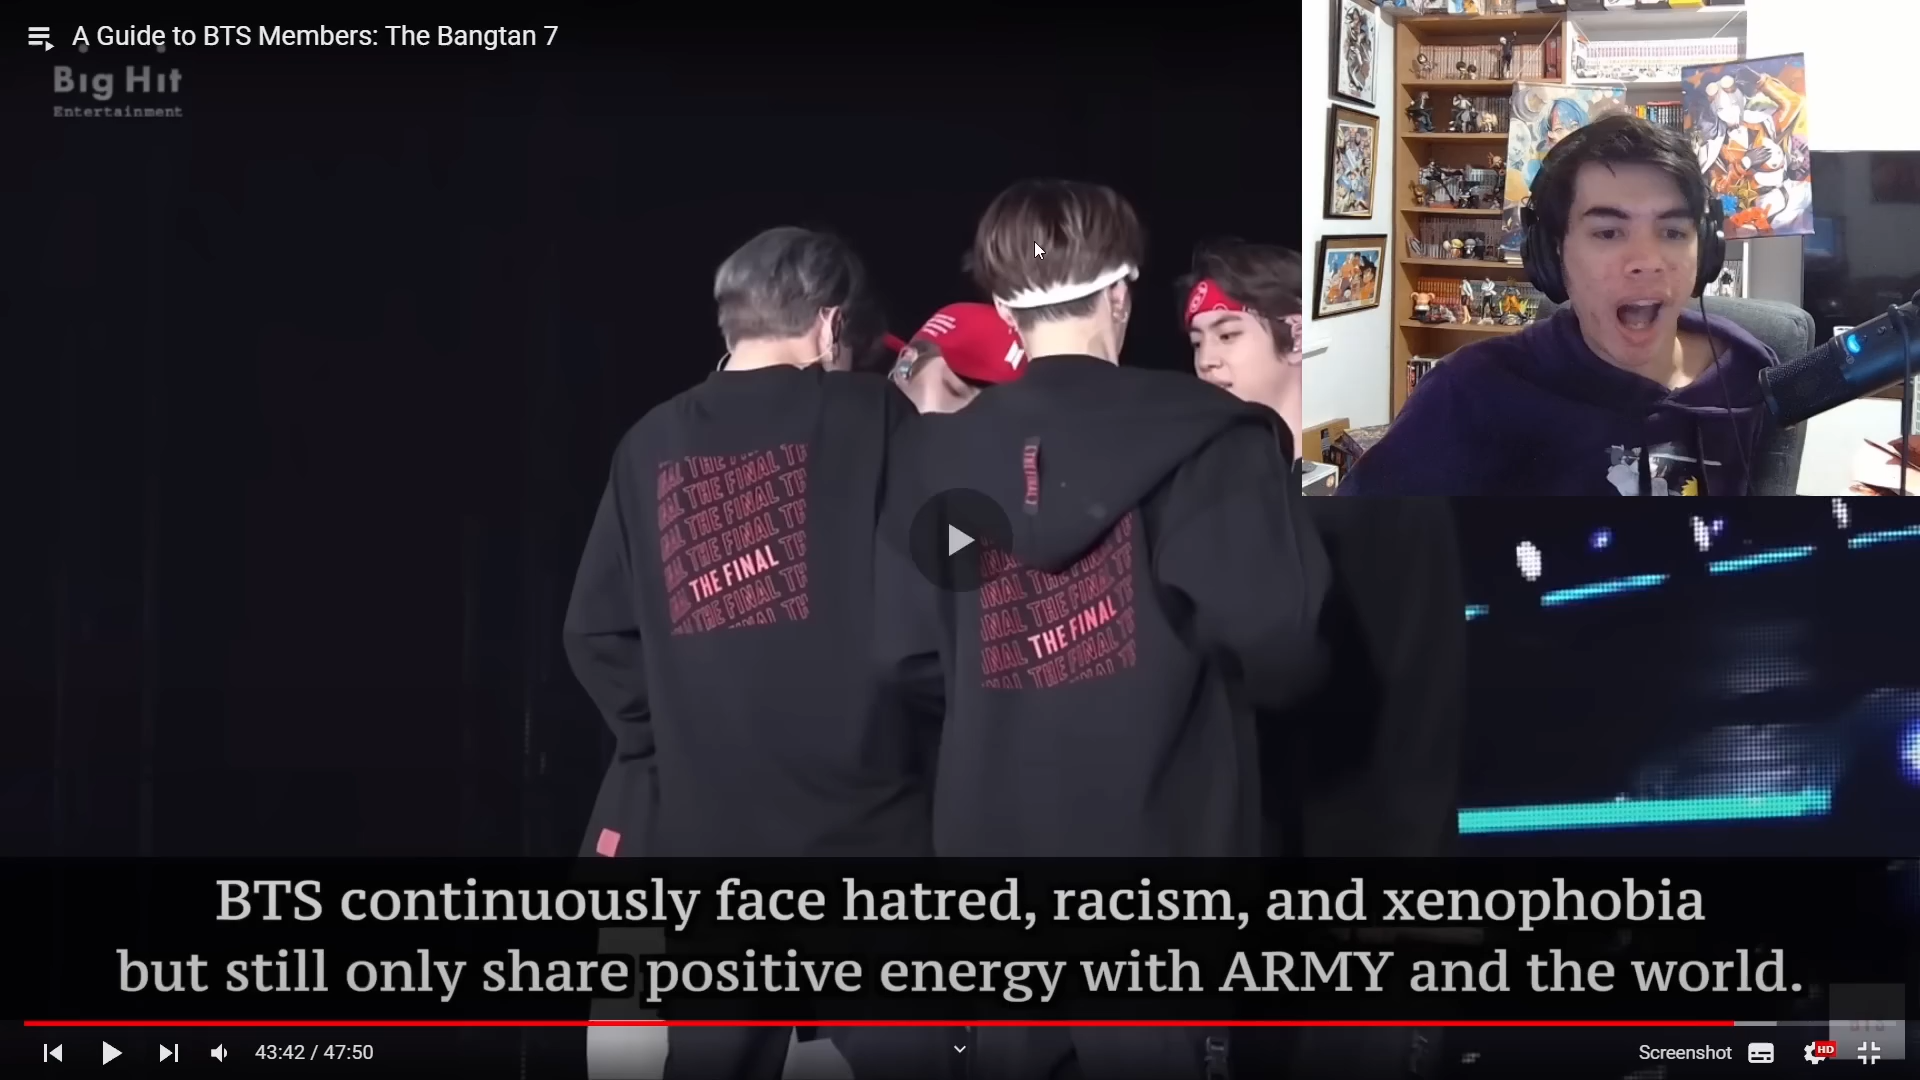 A Guide to BTS Members: The Bangtan 7
Big Hit
Entertainment
THE FINAL
THE FINAL
BTS continuously face hatred, racism, and xenophobia
but still only share positive energy with ARMY and the world.
43:42 / 47:50
Screenshot
HD